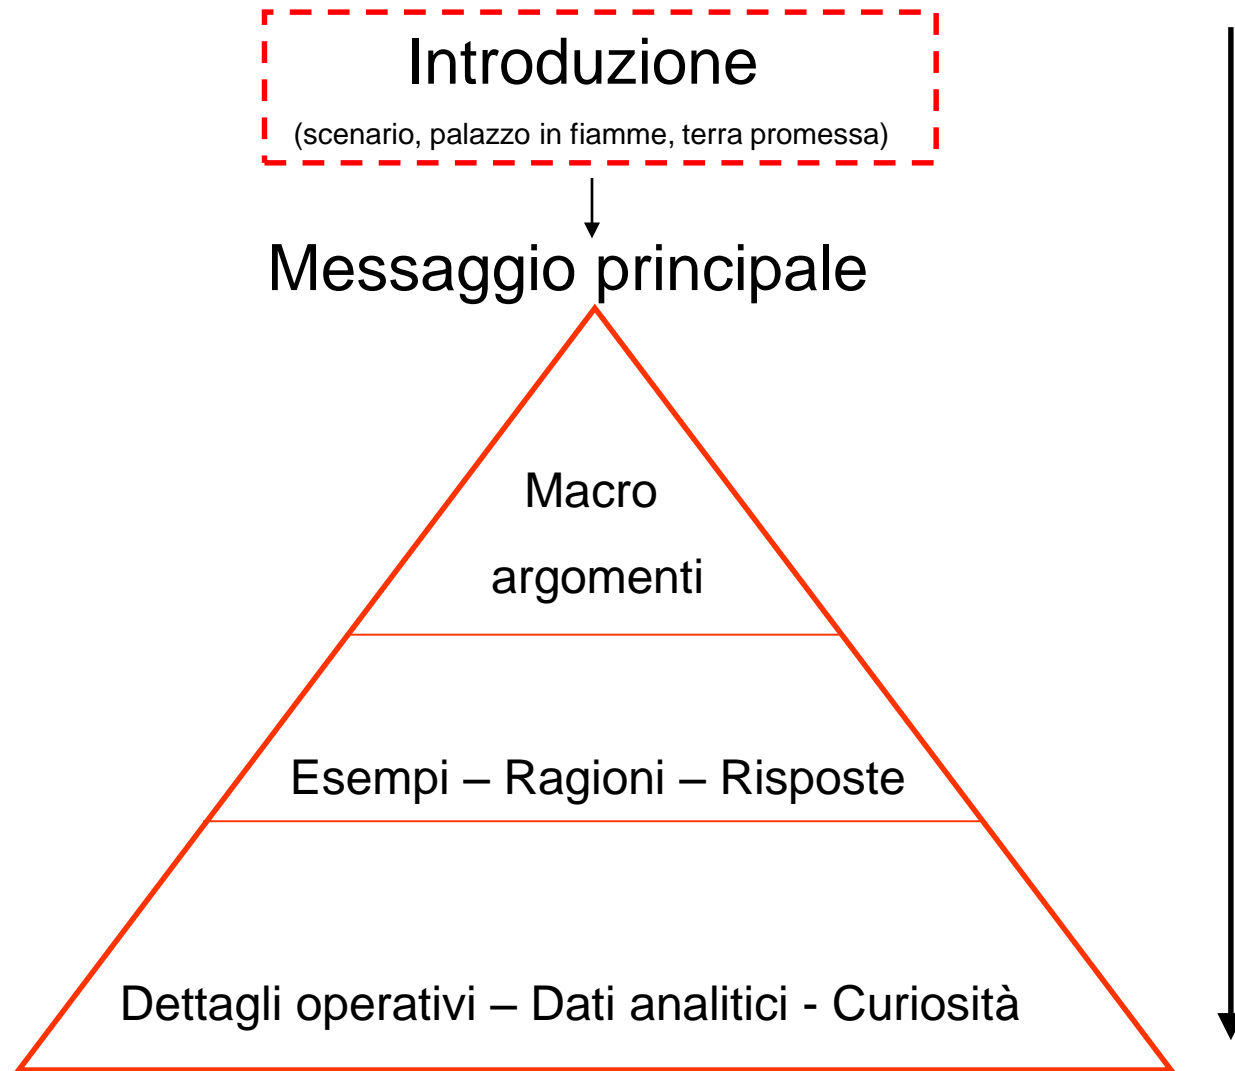 Introduzione
(scenario, palazzo in fiamme, terra promessa)
Messaggio principale
Macro
argomenti
Esempi – Ragioni – Risposte
Dettagli operativi – Dati analitici - Curiosità